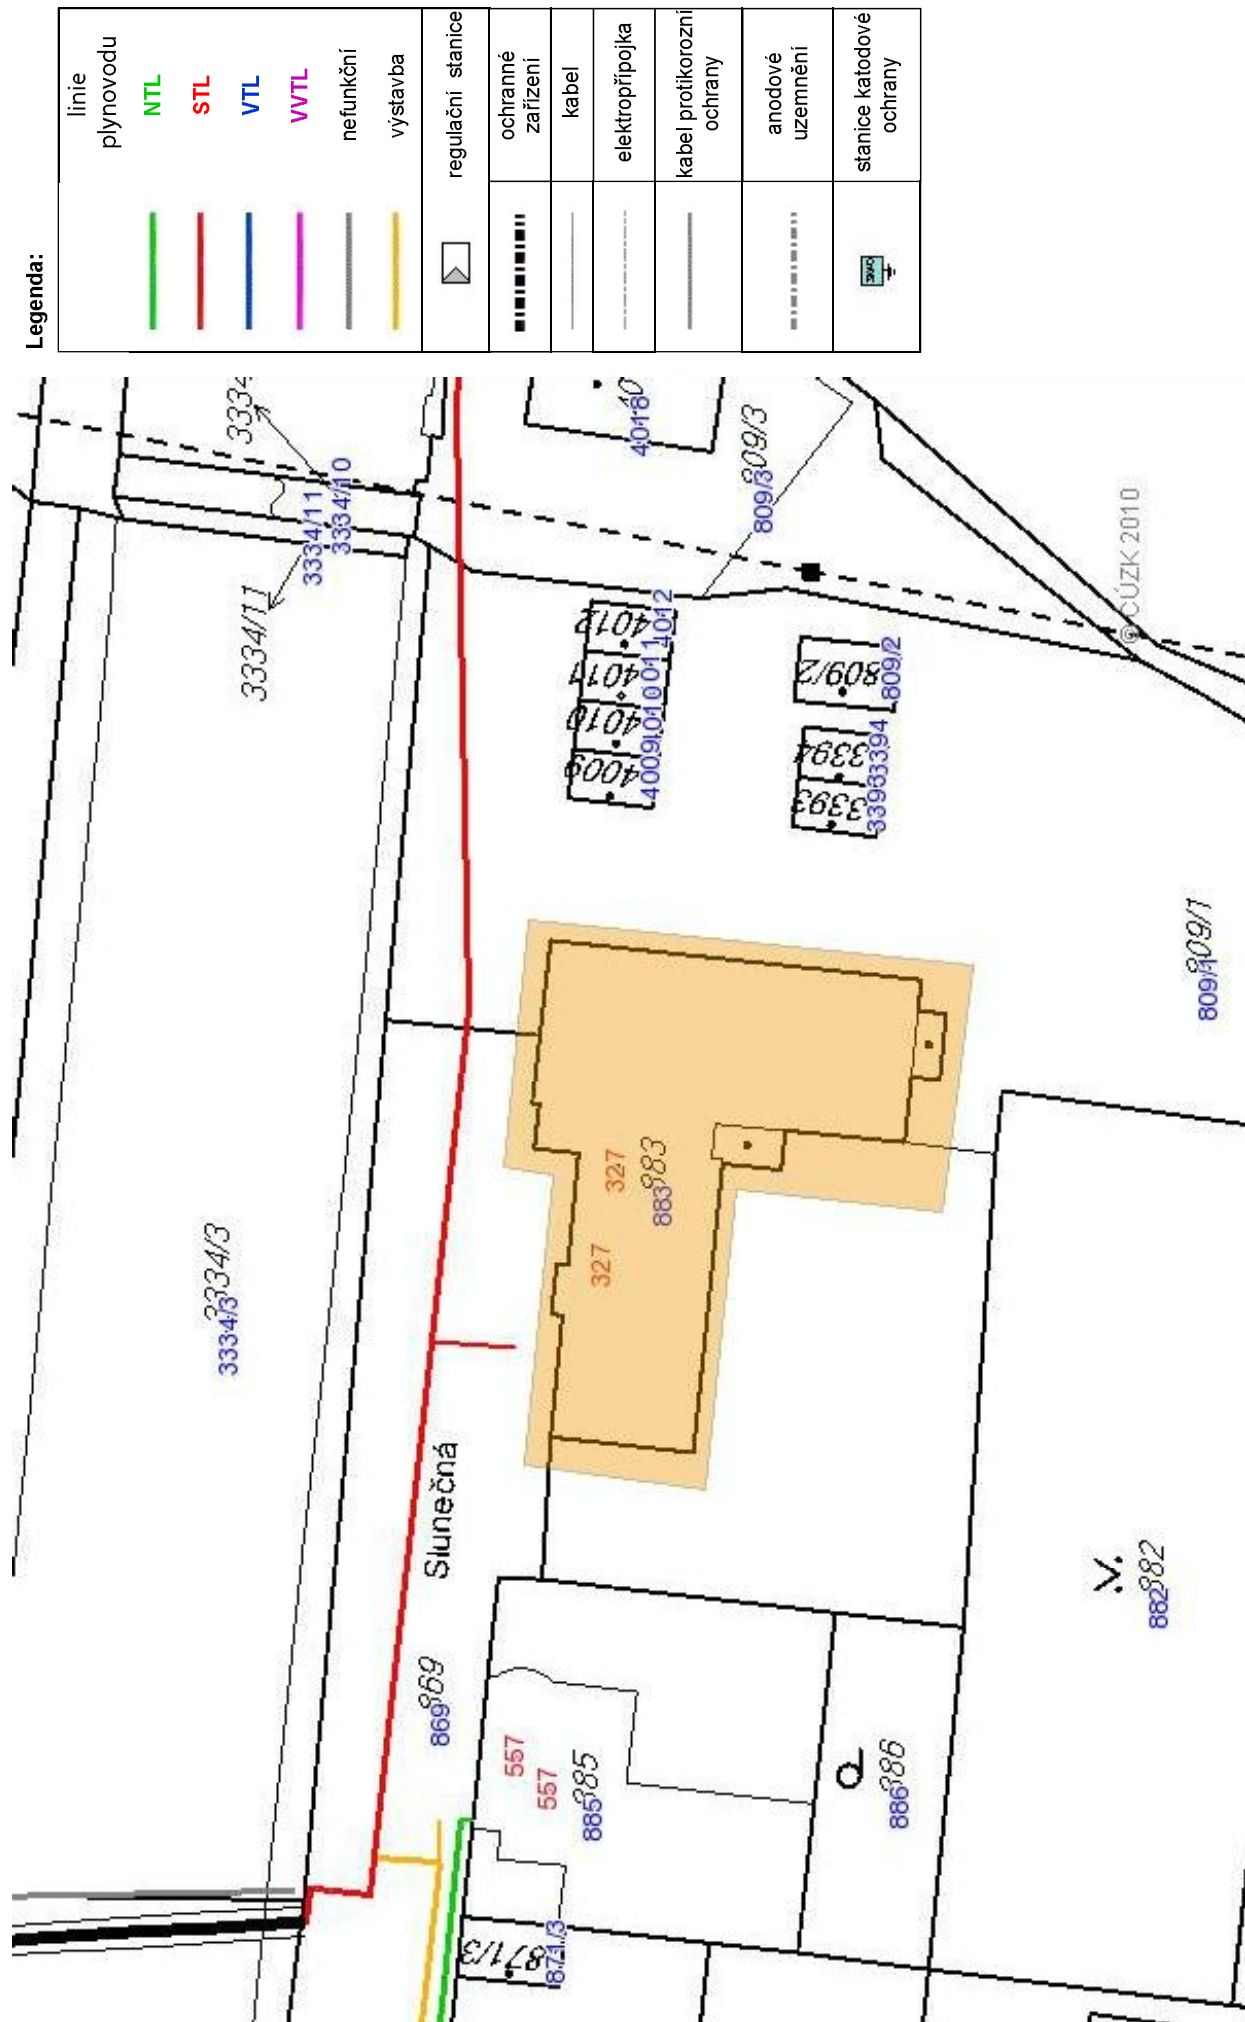 Legenda:
linie
plynovodu
NTL
STL
VTL
VVTL
nefunkční
výstavba
regulační stanice
ochranné
zařízení
kabel
elektropřípojka
kabel protikorozní
ochrany
anodové
uzemnění
stanice katodové
ochrany
3334
3334/11
3334/10
3334/11
4018
809/3
809/3
ČÚZK 2010
4012
4012
4011
4010
4009
4009
809/2
809/2
3394
3394
3393
3393
809/1
809/1
327
327
883
883
3334/3
3334/3
Slunečná
869
869
557
557
885
885
886
886
882
882
871/3
871/3